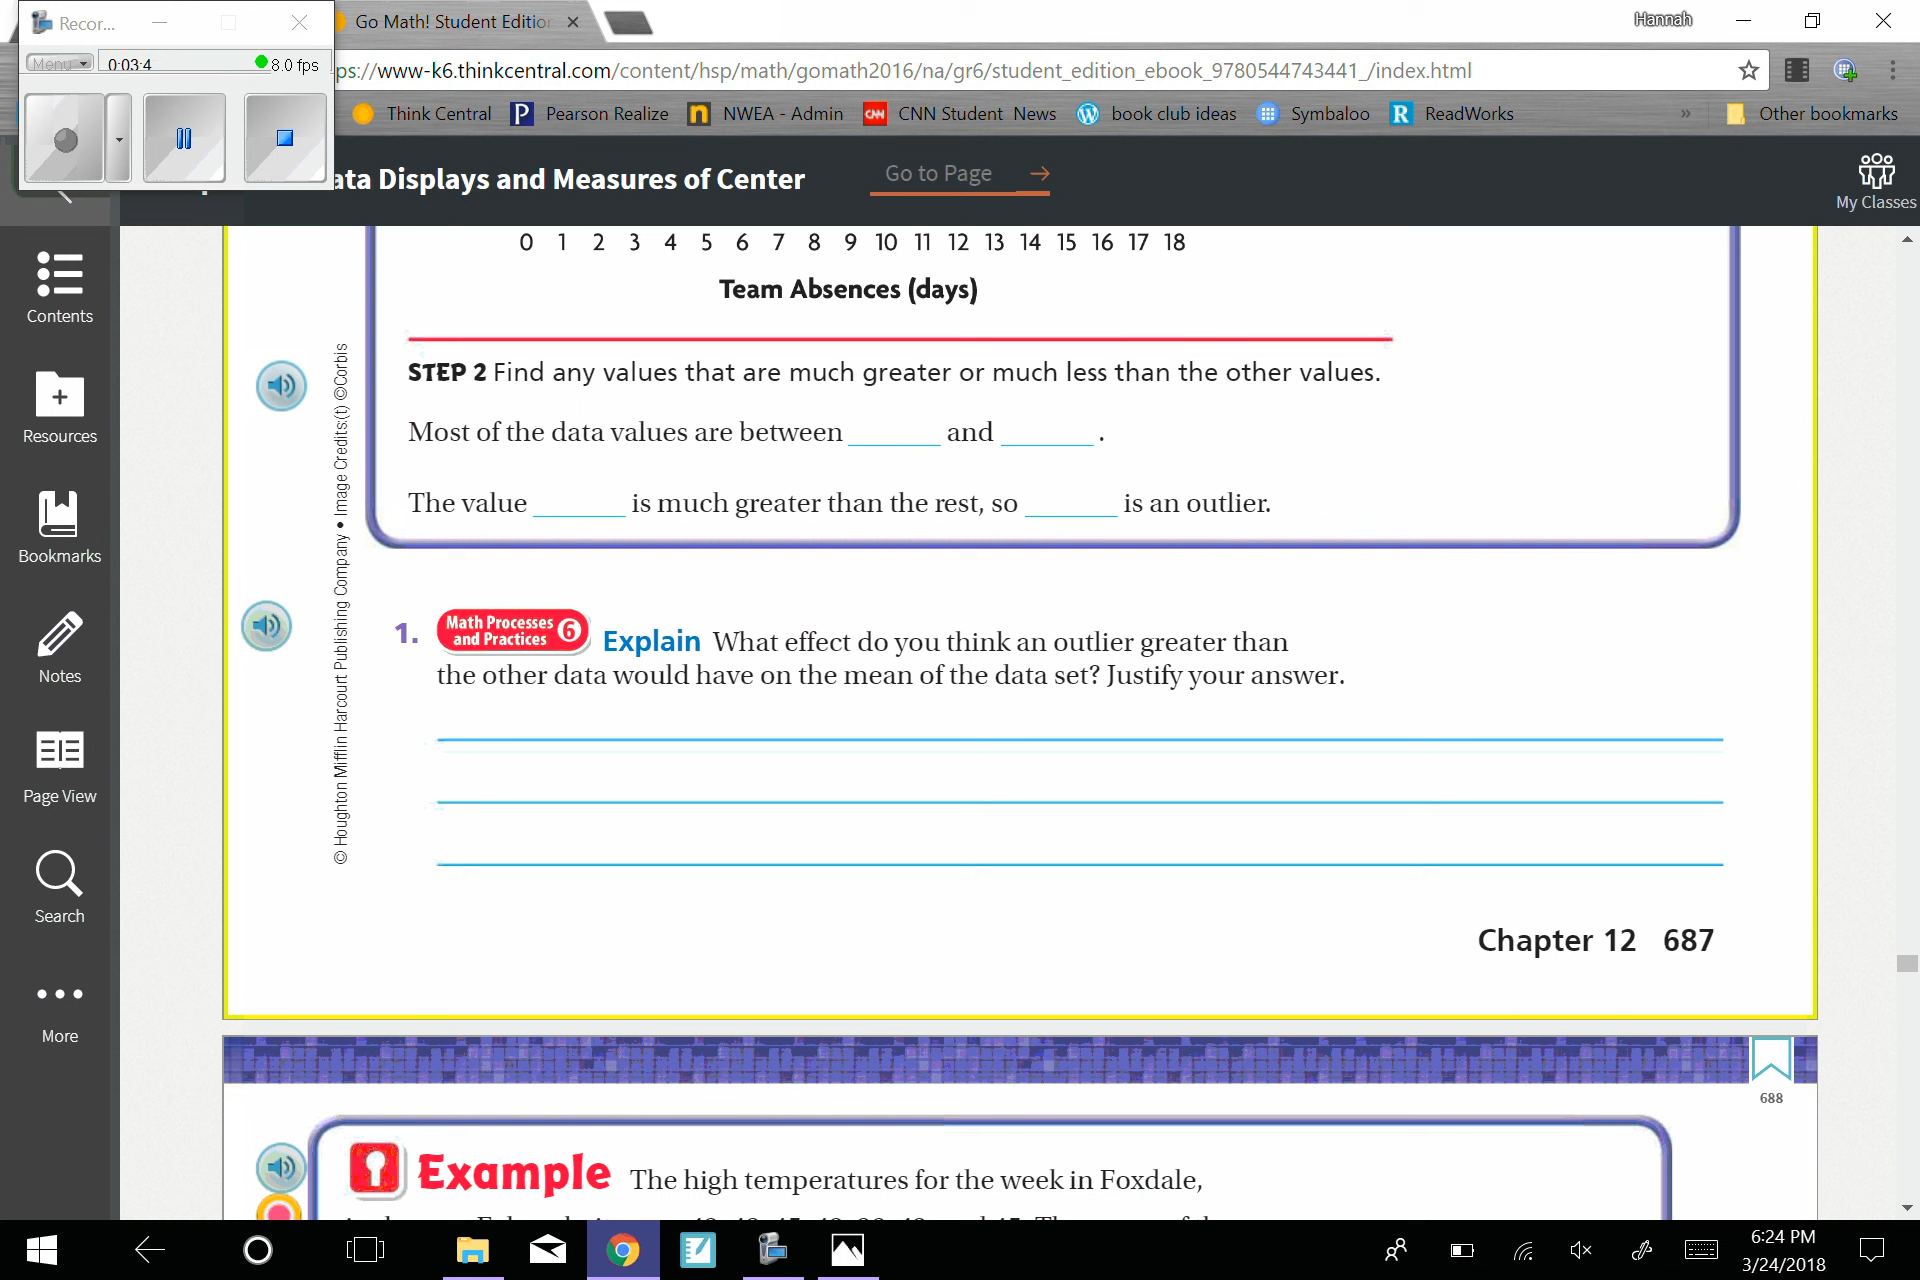 Recor...
Go Math! Student Editio
Hannah
Menu
0:03:4
8.0 fps
ps://www-k6.thinkcentral.com/content/hsp/math/gomath2016/na/gr6/student_edition_ebook_9780544743441_/index.html
Think Central
Pearson Realize
NWEA - Admin
CNN Student News
book club ideas
Symbaloo
ReadWorks
»
Other bookmarks
ata Displays and Measures of Center
Go to Page
My Classes
Contents
Resources
Bookmarks
Notes
Page View
Search
More
0 1 2 3 4 5 6 7 8 9 10 11 12 13 14 15 16 17 18
Team Absences (days)
STEP 2 Find any values that are much greater or much less than the other values.
Most of the data values are between ______ and ______ .
The value ______ is much greater than the rest, so ______ is an outlier.
© Houghton Mifflin Harcourt Publishing Company • Image Credits:(t) ©Corbis
1. Math Processes and Practices 6 Explain What effect do you think an outlier greater than
the other data would have on the mean of the data set? Justify your answer.
Chapter 12 687
688
Example The high temperatures for the week in Foxdale,
6:24 PM
3/24/2018